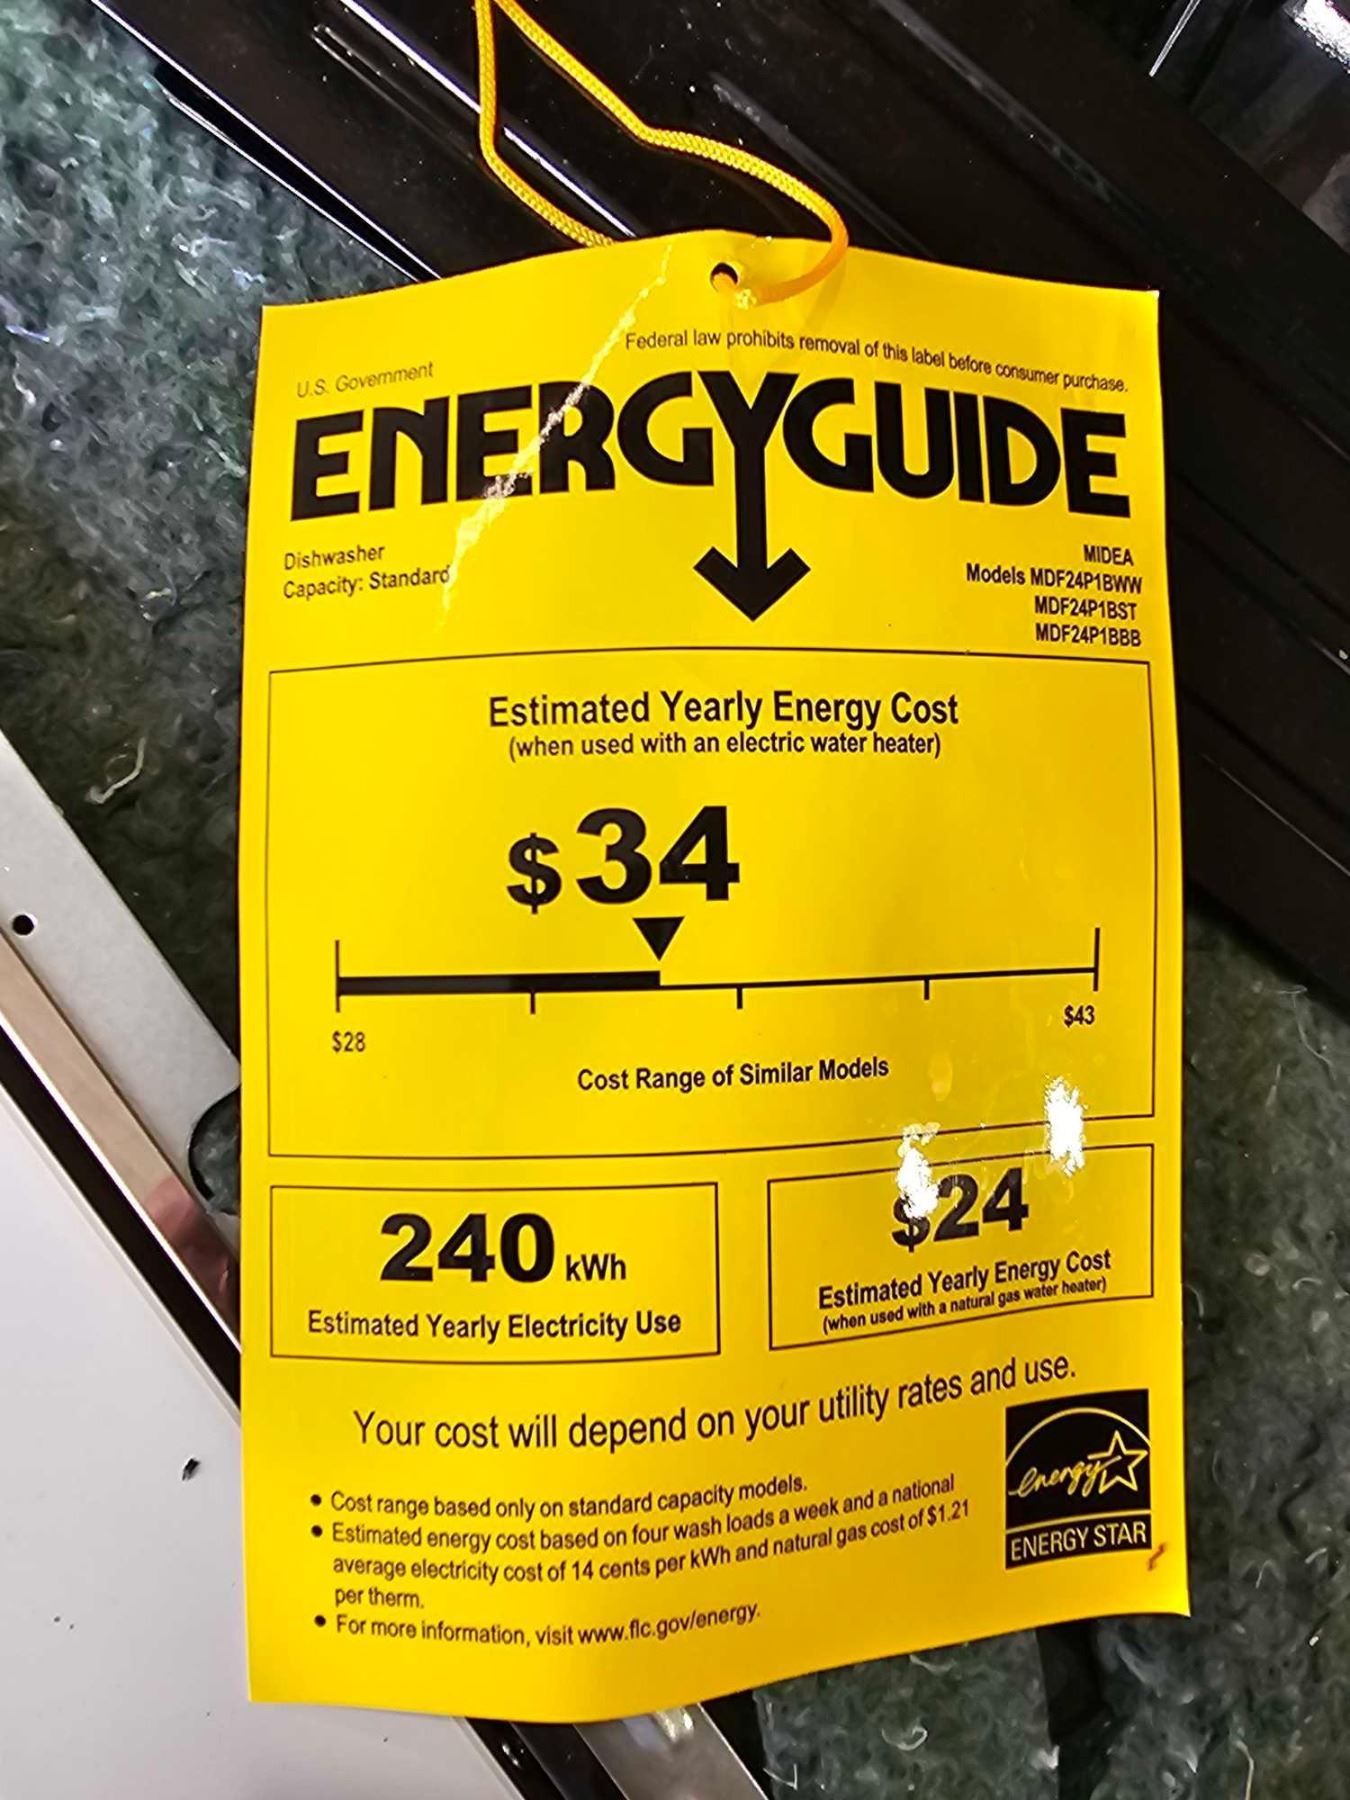 Federal law prohibits removal of this label before consumer purchase.
U.S. Government
ENERGYGUIDE
Dishwasher
Capacity: Standard
MIDEA
Models MDF24P1BWW
MDF24P1BST
MDF24P1BBB
Estimated Yearly Energy Cost
(when used with an electric water heater)
$34
$28
$43
Cost Range of Similar Models
240 kWh
Estimated Yearly Electricity Use
$24
Estimated Yearly Energy Cost
(when used with a natural gas water heater)
Your cost will depend on your utility rates and use.
• Cost range based only on standard capacity models.
• Estimated energy cost based on four wash loads a week and a national
average electricity cost of 14 cents per kWh and natural gas cost of $1.21
per therm.
• For more information, visit www.flc.gov/energy.
energy
ENERGY STAR